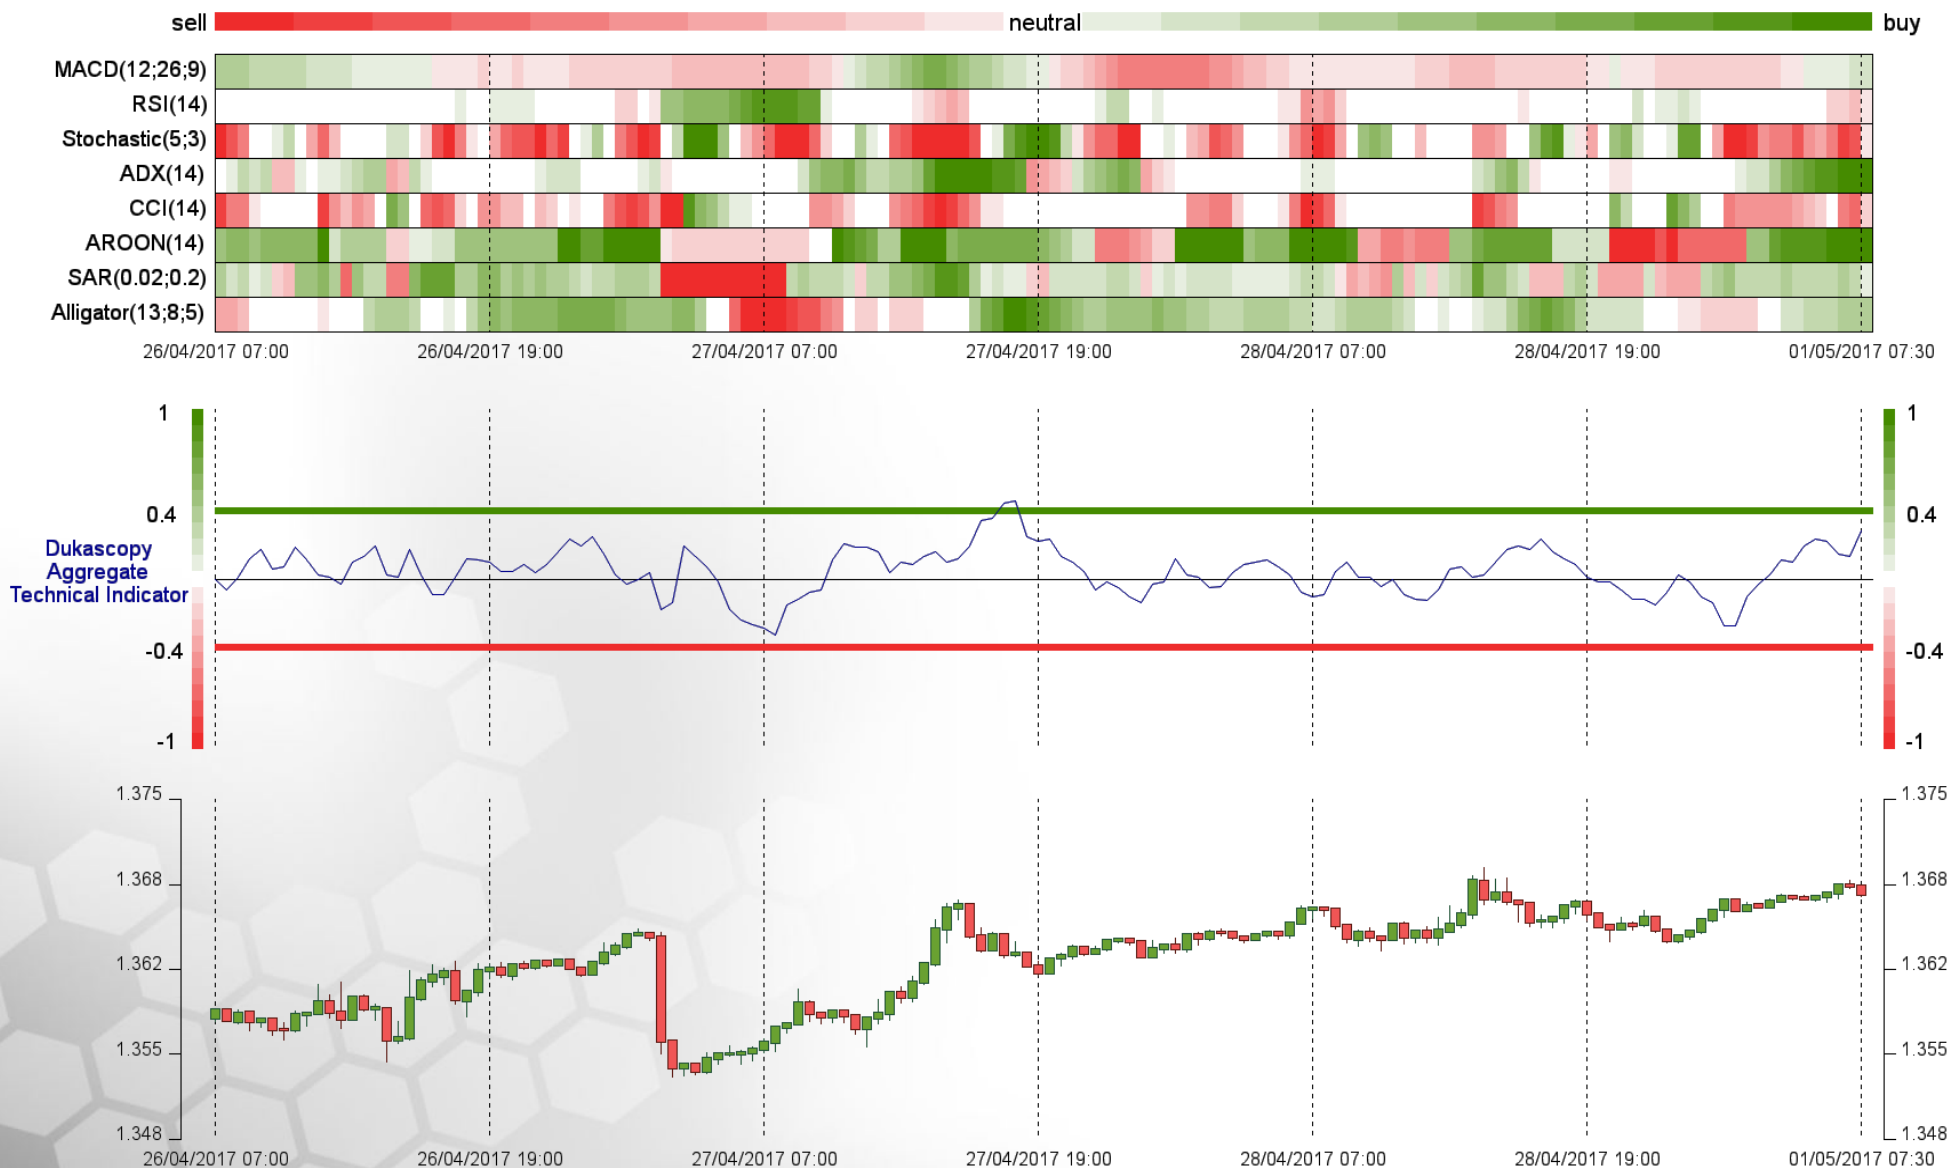 sell neutral buy
MACD(12;26;9)
RSI(14)
Stochastic(5;3)
ADX(14)
CCI(14)
AROON(14)
SAR(0.02;0.2)
Alligator(13;8;5)
26/04/2017 07:00 26/04/2017 19:00 27/04/2017 07:00 27/04/2017 19:00 28/04/2017 07:00 28/04/2017 19:00 01/05/2017 07:30
1 1
0.4 0.4
Dukascopy
Aggregate
Technical Indicator
-0.4 -0.4
-1 -1
1.375 1.375
1.368 1.368
1.362 1.362
1.355 1.355
1.348 1.348
26/04/2017 07:00 26/04/2017 19:00 27/04/2017 07:00 27/04/2017 19:00 28/04/2017 07:00 28/04/2017 19:00 01/05/2017 07:30